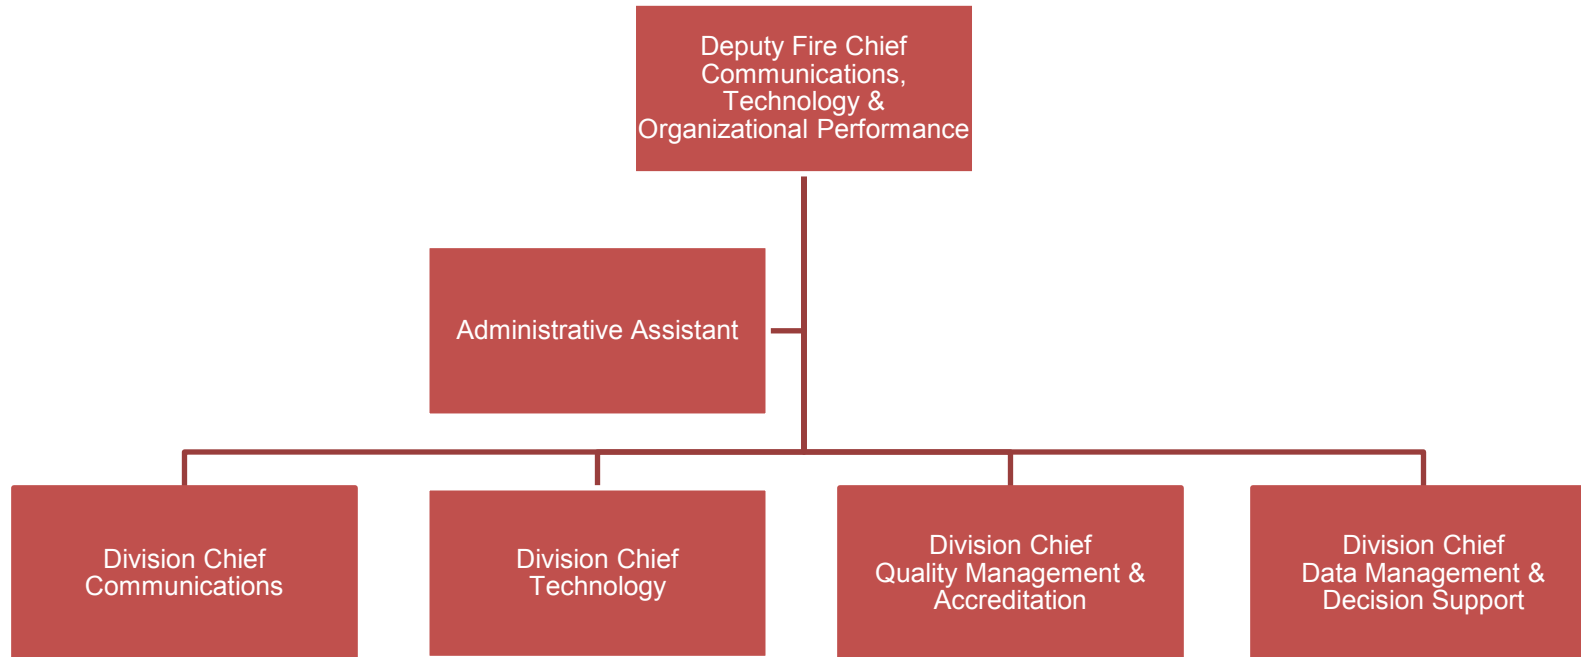 Deputy Fire Chief
Communications,
Technology &
Organizational Performance
Administrative Assistant
Division Chief
Communications
Division Chief
Technology
Division Chief
Quality Management &
Accreditation
Division Chief
Data Management &
Decision Support